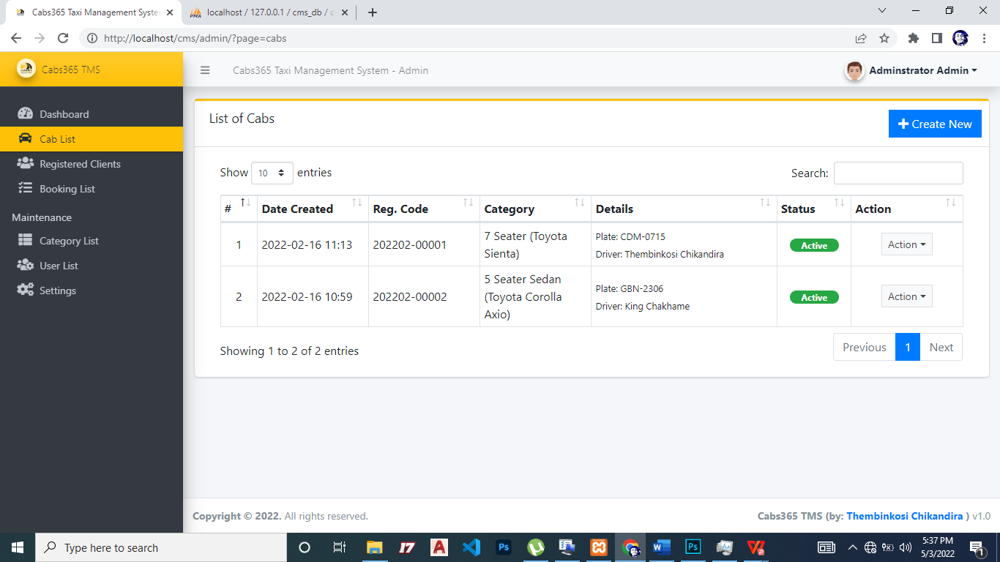 Cabs365 Taxi Management Syste
localhost / 127.0.0.1 / cms_db / c
http://localhost/cms/admin/?page=cabs
Cabs365 TMS
Cabs365 Taxi Management System - Admin
Adminstrator Admin
Dashboard
Cab List
Registered Clients
Booking List
Maintenance
Category List
User List
Settings
List of Cabs
Create New
Show 10 entries
Search:
# Date Created Reg. Code Category Details Status Action
1 2022-02-16 11:13 202202-00001 7 Seater (Toyota Sienta) Plate: CDM-0715 Driver: Thembinkosi Chikandira Active Action
2 2022-02-16 10:59 202202-00002 5 Seater Sedan (Toyota Corolla Axio) Plate: GBN-2306 Driver: King Chakhame Active Action
Showing 1 to 2 of 2 entries
Previous 1 Next
Copyright © 2022. All rights reserved.
Cabs365 TMS (by: Thembinkosi Chikandira ) v1.0
Type here to search
5:37 PM
5/3/2022
1